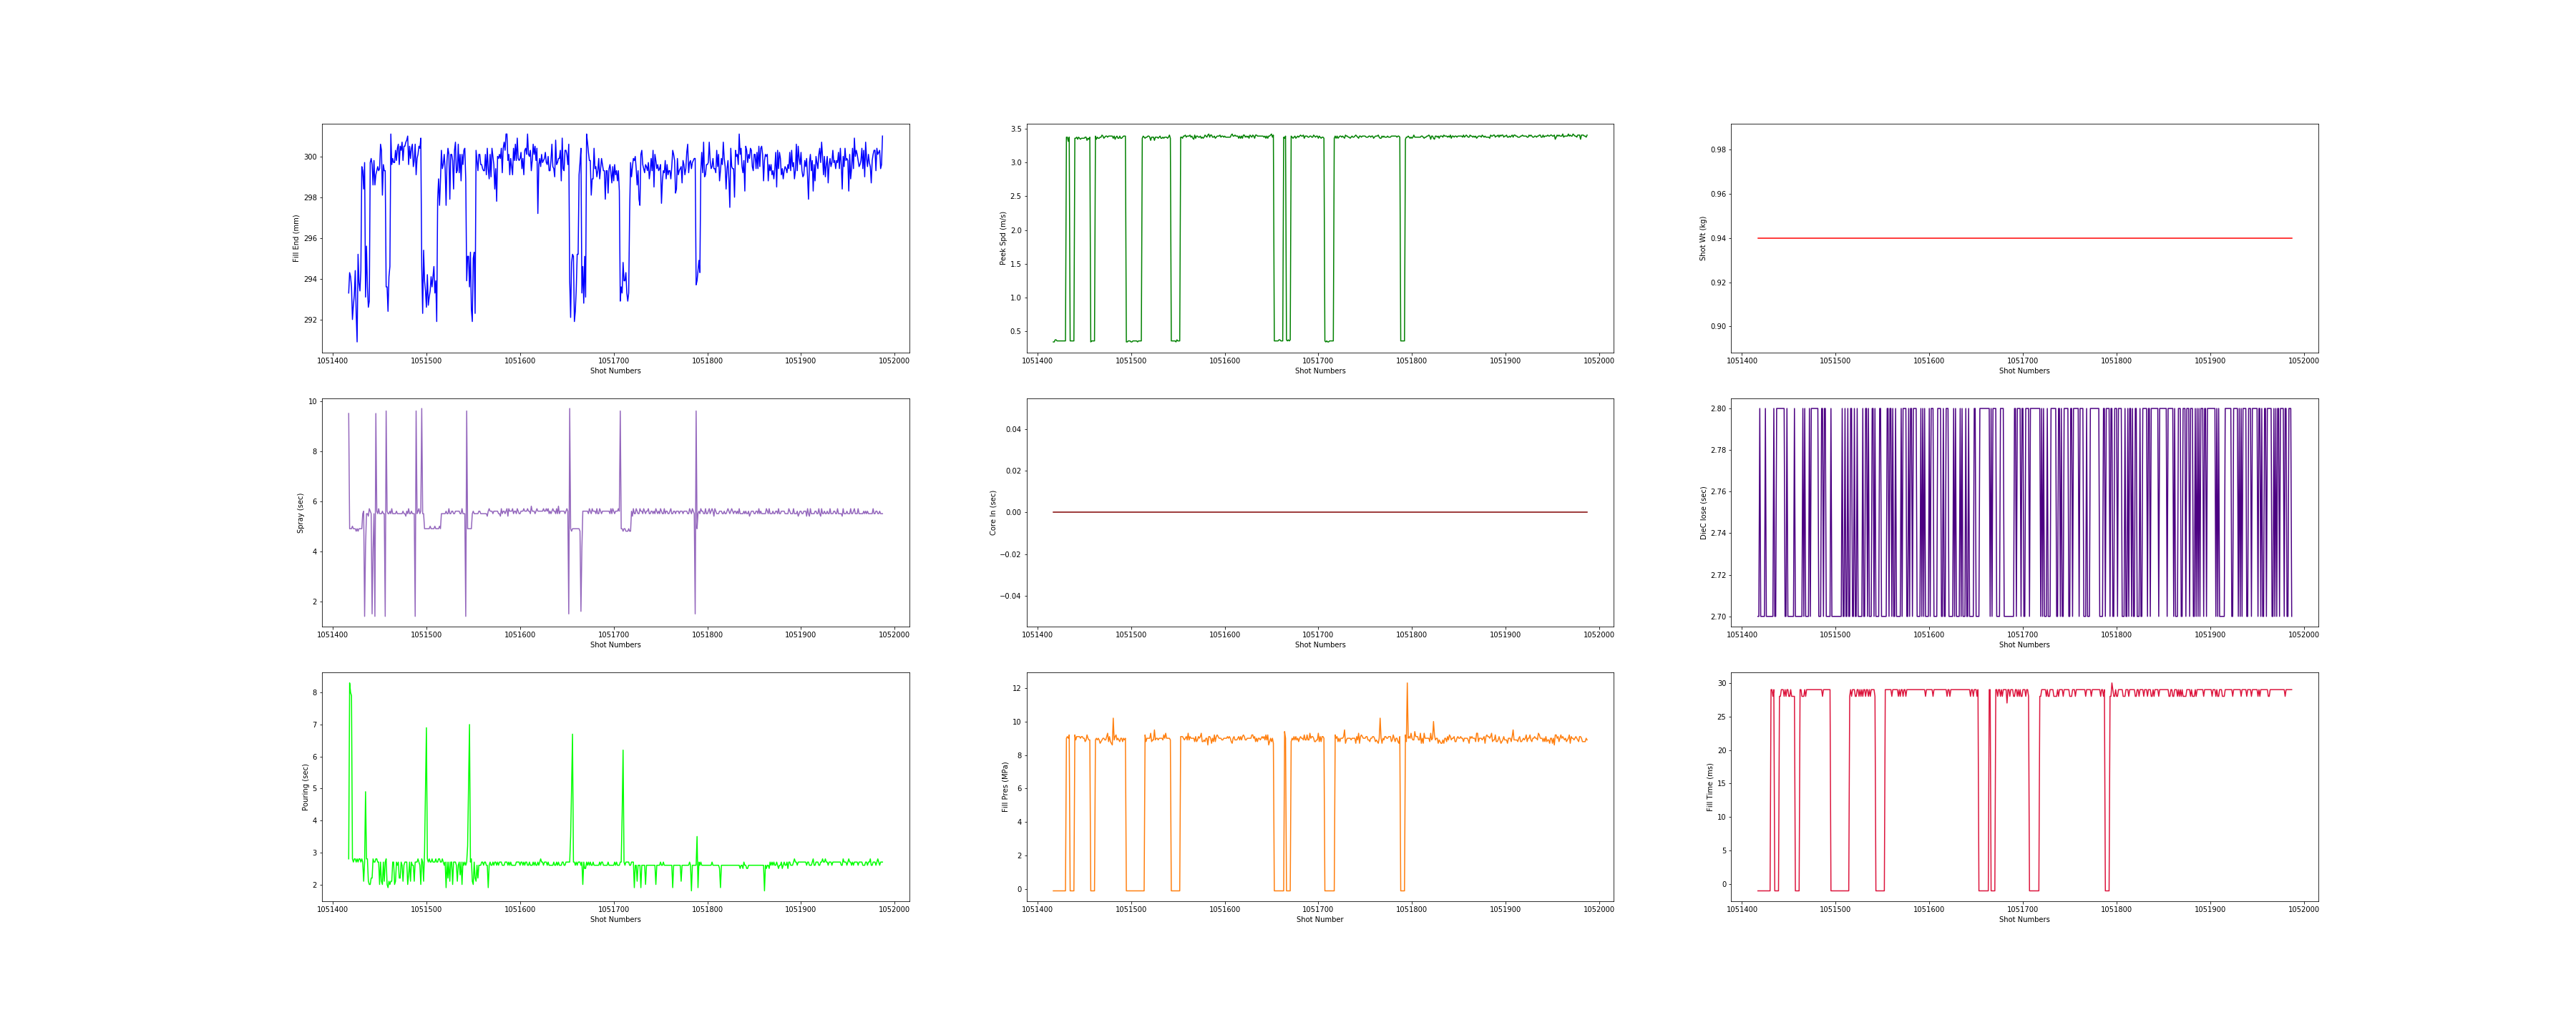 300
298
296
294
292
Fill End (mm)
1051400 1051500 1051600 1051700 1051800 1051900 1052000
Shot Numbers
3.5
3.0
2.5
2.0
1.5
1.0
0.5
Peek Spd (m/s)
1051400 1051500 1051600 1051700 1051800 1051900 1052000
Shot Numbers
0.98
0.96
0.94
0.92
0.90
Shot Wt (kg)
1051400 1051500 1051600 1051700 1051800 1051900 1052000
Shot Numbers
10
8
6
4
2
Spray (sec)
1051400 1051500 1051600 1051700 1051800 1051900 1052000
Shot Numbers
0.04
0.02
0.00
−0.02
−0.04
Core In (sec)
1051400 1051500 1051600 1051700 1051800 1051900 1052000
Shot Numbers
2.80
2.78
2.76
2.74
2.72
2.70
DieC lose (sec)
1051400 1051500 1051600 1051700 1051800 1051900 1052000
Shot Numbers
8
7
6
5
4
3
2
Pouring (sec)
1051400 1051500 1051600 1051700 1051800 1051900 1052000
Shot Numbers
12
10
8
6
4
2
0
Fill Pres (MPa)
1051400 1051500 1051600 1051700 1051800 1051900 1052000
Shot Number
30
25
20
15
10
5
0
Fill Time (ms)
1051400 1051500 1051600 1051700 1051800 1051900 1052000
Shot Numbers